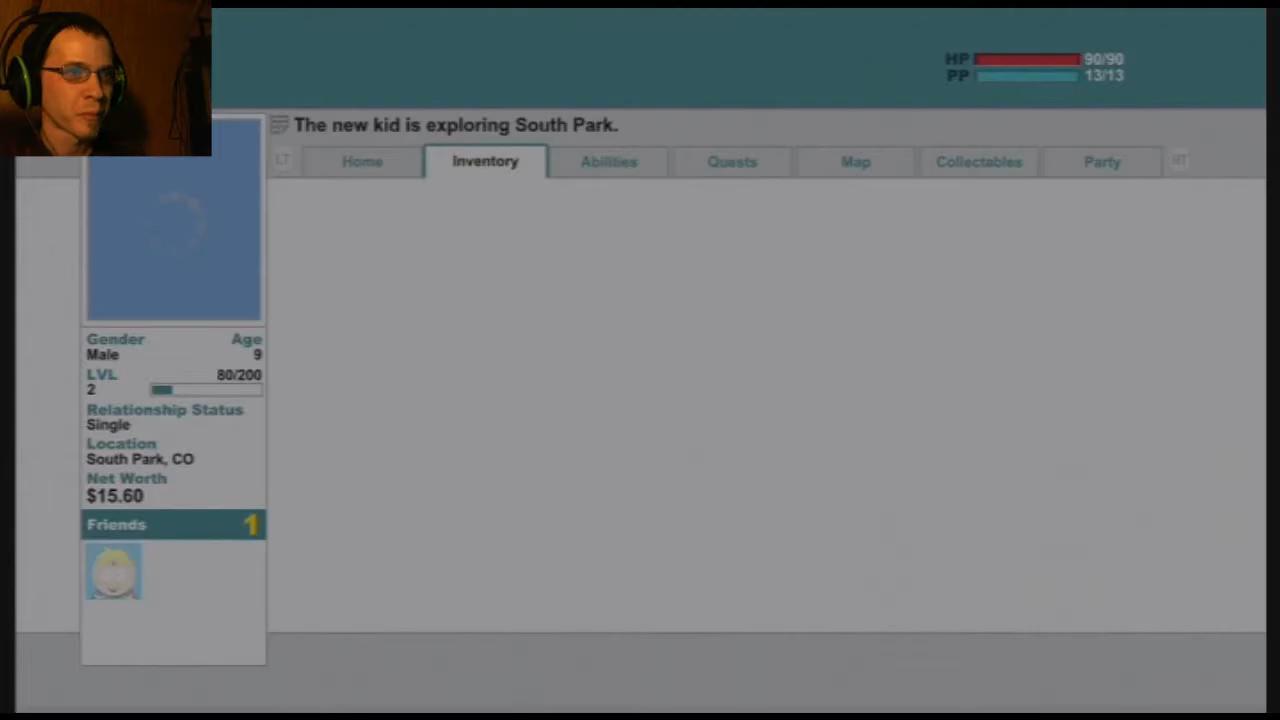 HP 90/90
PP 13/13
The new kid is exploring South Park.
LT Home Inventory Abilities Quests Map Collectables Party RT
Gender Age
Male 9
LVL 80/200
2
Relationship Status
Single
Location
South Park, CO
Net Worth
$15.60
Friends 1